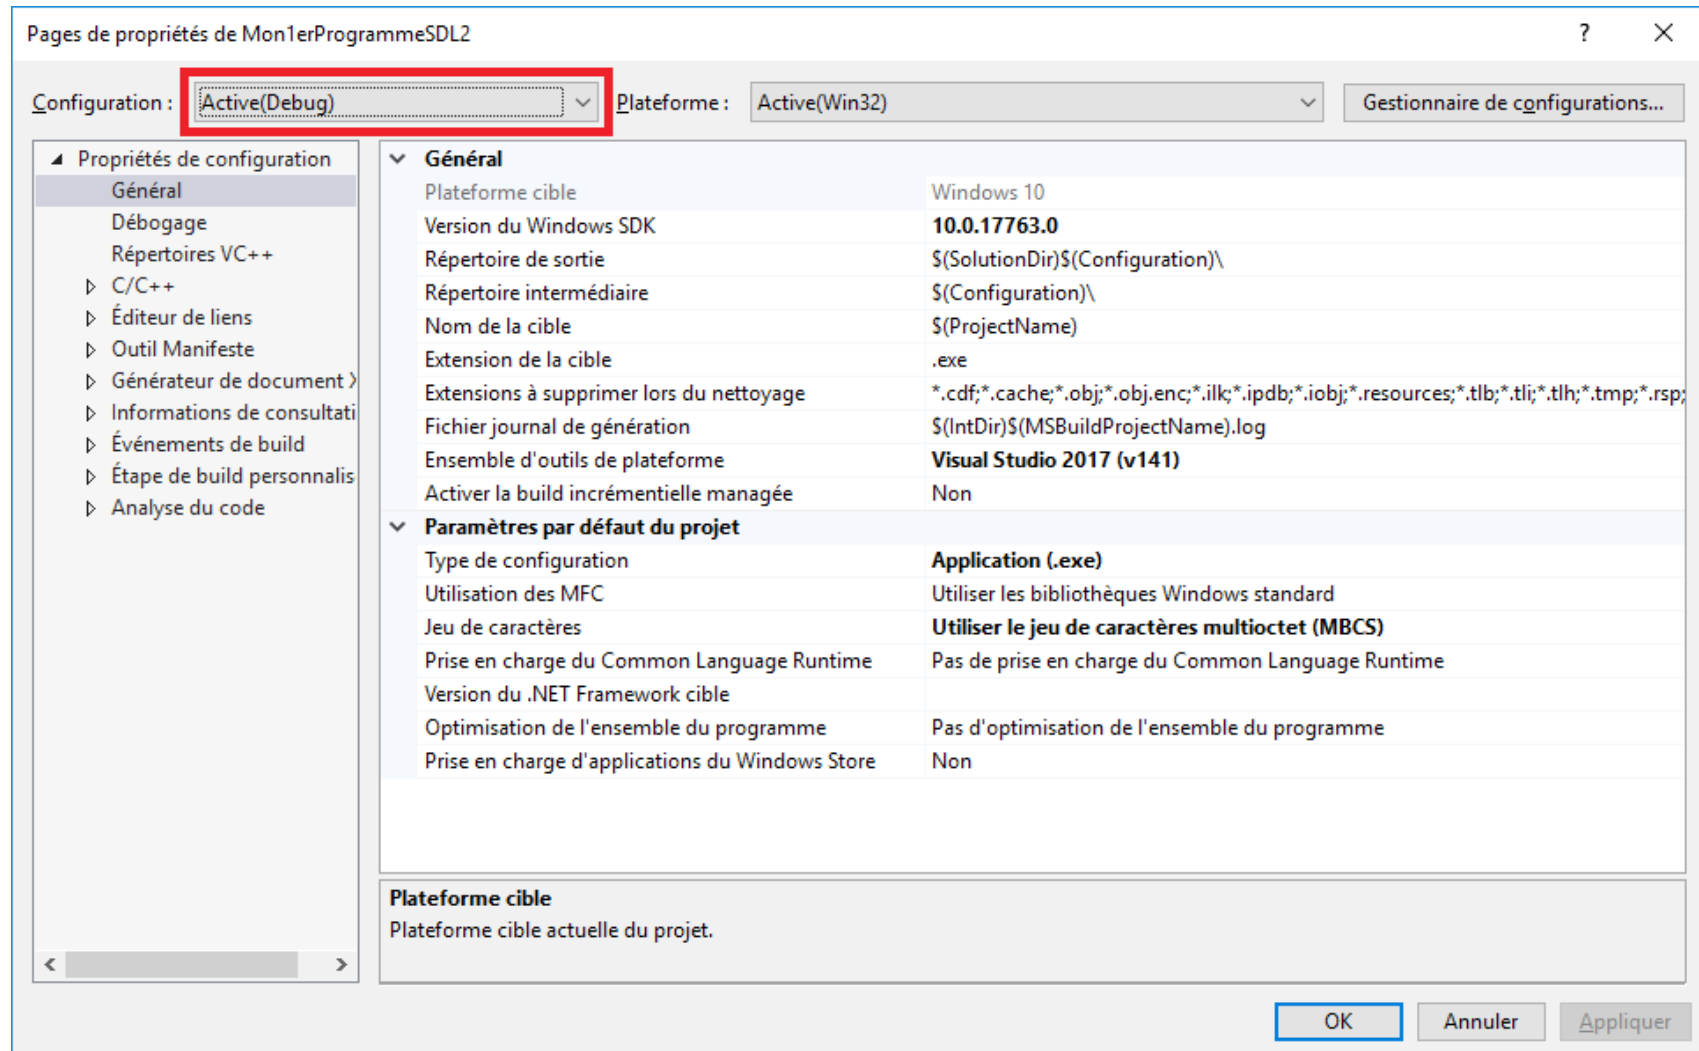 Pages de propriétés de Mon1erProgrammeSDL2 ?
Configuration : Active(Debug) Plateforme : Active(Win32) Gestionnaire de configurations...
Propriétés de configuration
Général
Débogage
Répertoires VC++
C/C++
Éditeur de liens
Outil Manifeste
Générateur de document
Informations de consultati
Événements de build
Étape de build personnalis
Analyse du code
Général
Plateforme cible Windows 10
Version du Windows SDK 10.0.17763.0
Répertoire de sortie $(SolutionDir)$(Configuration)\
Répertoire intermédiaire $(Configuration)\
Nom de la cible $(ProjectName)
Extension de la cible .exe
Extensions à supprimer lors du nettoyage *.cdf;*.cache;*.obj;*.obj.enc;*.ilk;*.ipdb;*.iobj;*.resources;*.tlb;*.tli;*.tlh;*.tmp;*.rsp;
Fichier journal de génération $(IntDir)$(MSBuildProjectName).log
Ensemble d'outils de plateforme Visual Studio 2017 (v141)
Activer la build incrémentielle managée Non
Paramètres par défaut du projet
Type de configuration Application (.exe)
Utilisation des MFC Utiliser les bibliothèques Windows standard
Jeu de caractères Utiliser le jeu de caractères multioctet (MBCS)
Prise en charge du Common Language Runtime Pas de prise en charge du Common Language Runtime
Version du .NET Framework cible
Optimisation de l'ensemble du programme Pas d'optimisation de l'ensemble du programme
Prise en charge d'applications du Windows Store Non
Plateforme cible
Plateforme cible actuelle du projet.
OK Annuler Appliquer